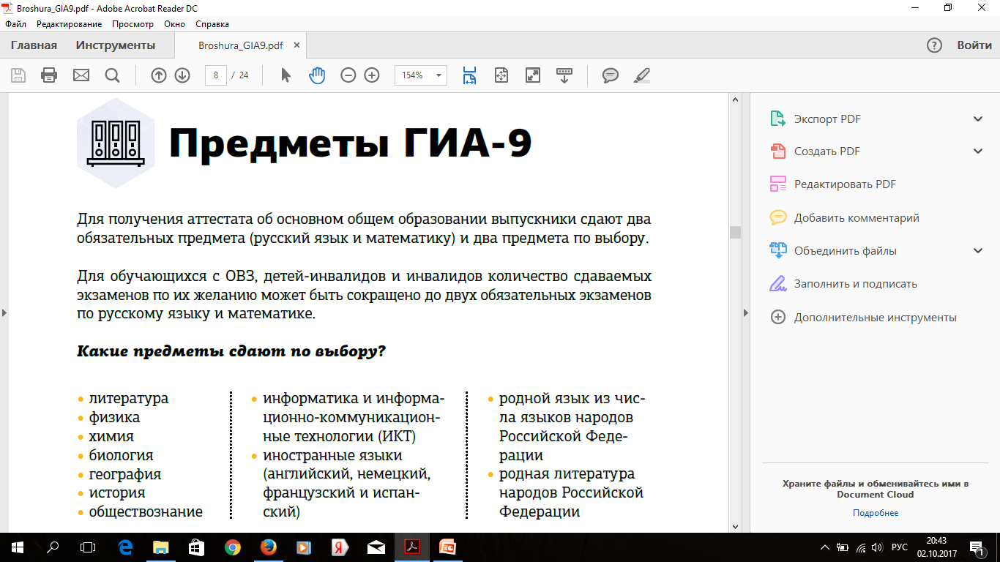 Broshura_GIA9.pdf - Adobe Acrobat Reader DC
Файл Редактирование Просмотр Окно Справка
Главная Инструменты Broshura_GIA9.pdf × ? Войти
8 / 24 154%
Предметы ГИА-9
Для получения аттестата об основном общем образовании выпускники сдают два
обязательных предмета (русский язык и математику) и два предмета по выбору.
Для обучающихся с ОВЗ, детей-инвалидов и инвалидов количество сдаваемых
экзаменов по их желанию может быть сокращено до двух обязательных экзаменов
по русскому языку и математике.
Какие предметы сдают по выбору?
• литература
• физика
• химия
• биология
• география
• история
• обществознание
• информатика и информа-
ционно-коммуникацион-
ные технологии (ИКТ)
• иностранные языки
(английский, немецкий,
французский и испан-
ский)
• родной язык из чис-
ла языков народов
Российской Феде-
рации
• родная литература
народов Российской
Федерации
Экспорт PDF
Создать PDF
Редактировать PDF
Добавить комментарий
Объединить файлы
Заполнить и подписать
Дополнительные инструменты
Храните файлы и обменивайтесь ими в
Document Cloud
Подробнее
РУС
20:43
02.10.2017
1